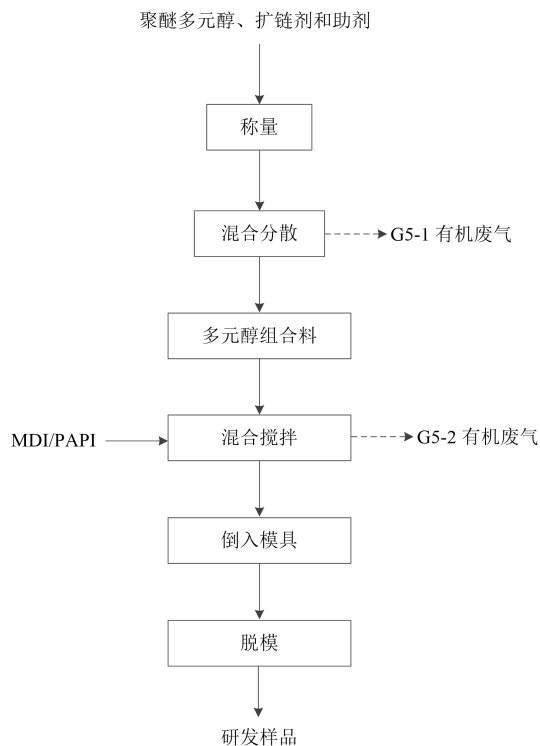 聚醚多元醇、扩链剂和助剂
称量
混合分散
G5-1 有机废气
多元醇组合料
MDI/PAPI
混合搅拌
G5-2 有机废气
倒入模具
脱模
研发样品